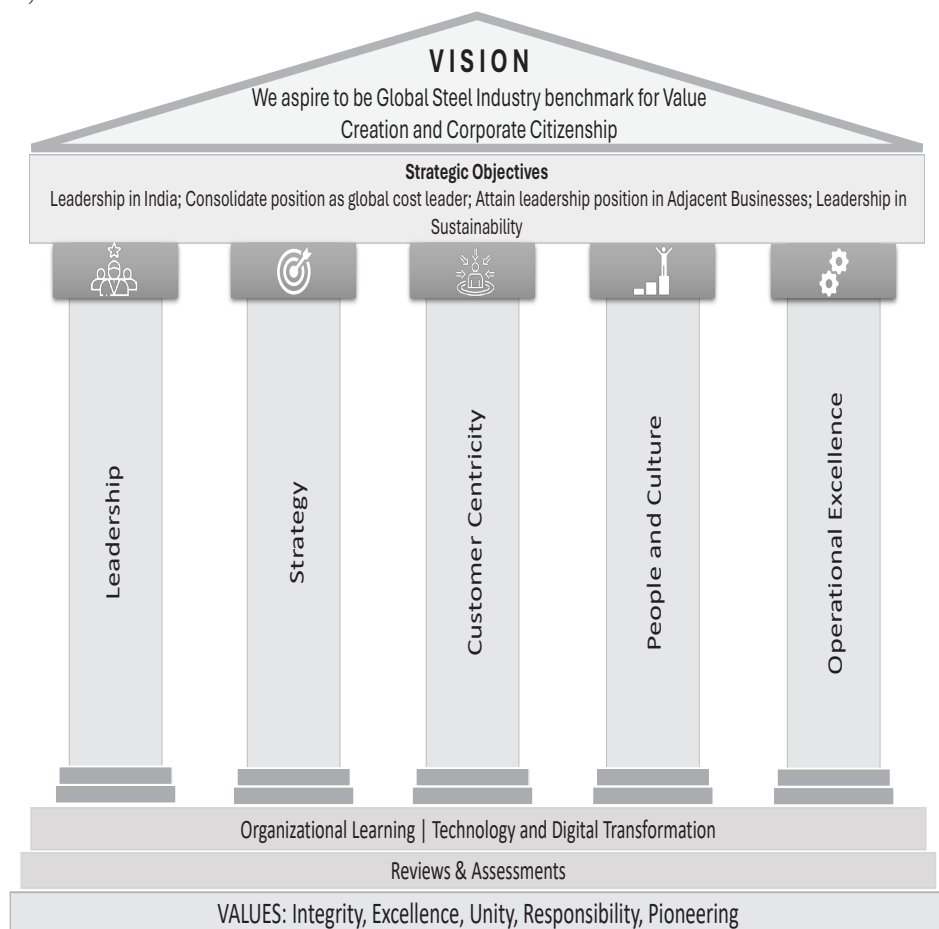 VISION
We aspire to be Global Steel Industry benchmark for Value
Creation and Corporate Citizenship
Strategic Objectives
Leadership in India; Consolidate position as global cost leader; Attain leadership position in Adjacent Businesses; Leadership in
Sustainability
Leadership
Strategy
Customer Centricity
People and Culture
Operational Excellence
Organizational Learning | Technology and Digital Transformation
Reviews & Assessments
VALUES: Integrity, Excellence, Unity, Responsibility, Pioneering